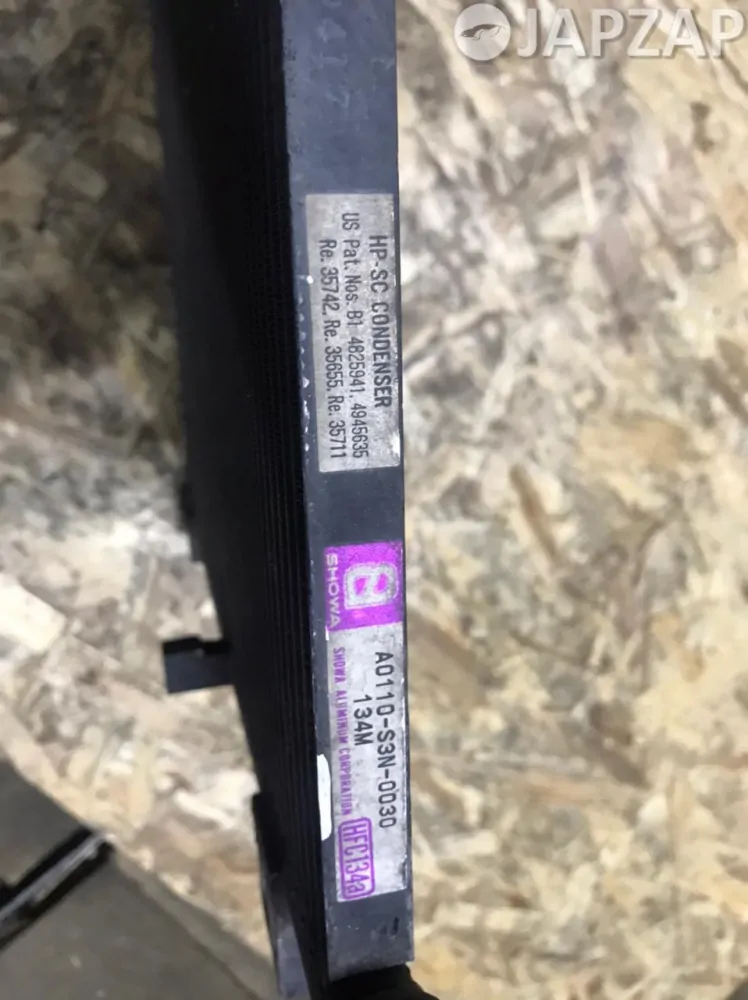 JAPZAP
0417
HP-SC CONDENSER
US Pat. Nos. B1 4825941, 4945635
Re. 35742, Re. 35655, Re. 35711
SHOWA
A0110-S3N-0030
134M
SHOWA ALUMINUM CORPORATION
HFC134a